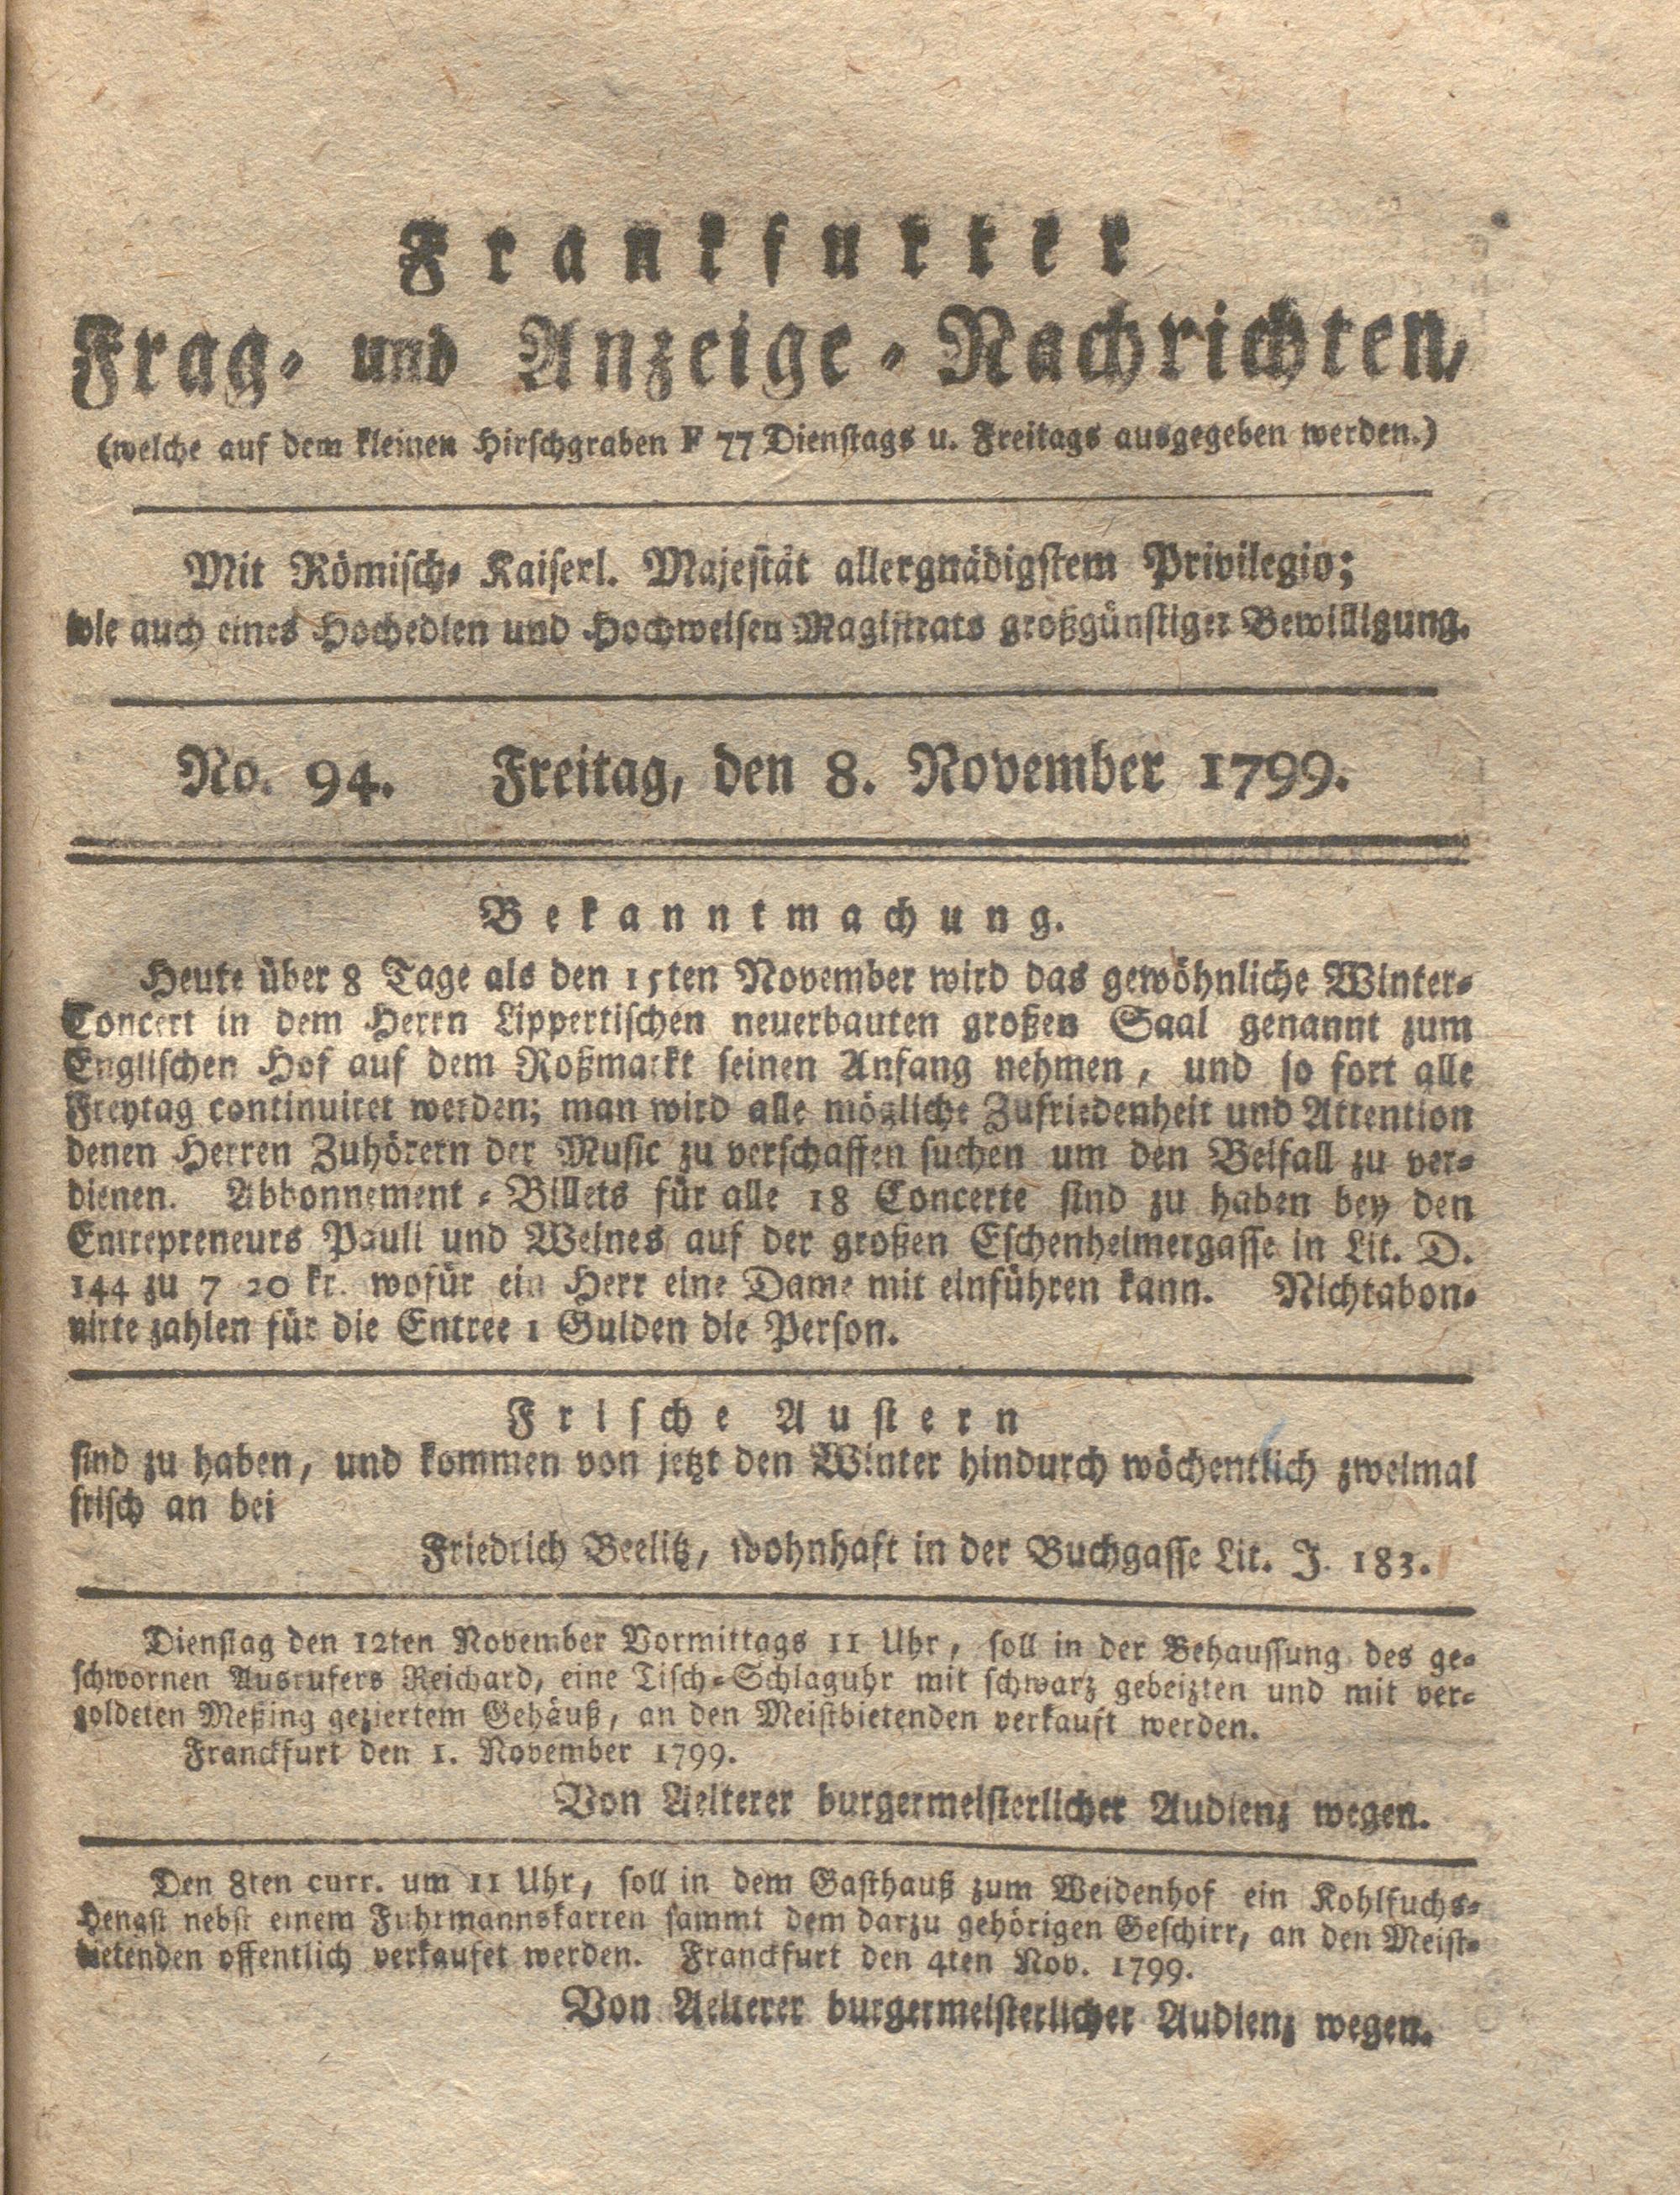 Frankfurter
Frag- und Anzeige-Nachrichten,
(welche auf dem kleinen Hirschgraben F 77 Dienstags u. Freitags ausgegeben werden.)
Mit Römisch-Kaiserl. Majestät allergnädigstem Privilegio;
wie auch eines Hochedlen und Hochweisen Magistrats großgünstiger Bewilligung.
No. 94. Freitag, den 8. November 1799.
Bekanntmachung.
Heute über 8 Tage als den 15ten November wird das gewöhnliche Winter-
Concert in dem Herrn Lippertischen neuerbauten großen Saal genannt zum
Englischen Hof auf dem Roßmarkt seinen Anfang nehmen, und so fort alle
Freytag continuiret werden; man wird alle mögliche Zufriedenheit und Attention
denen Herren Zuhörern der Music zu verschaffen suchen um den Beifall zu ver-
dienen. Abbonnement-Billets für alle 18 Concerte sind zu haben bey den
Entrepreneurs Pauli und Weines auf der großen Eschenheimergasse in Lit. D.
144 zu 7 20 kr. wofür ein Herr eine Dame mit einführen kann. Nichtabon-
nirte zahlen für die Entree 1 Gulden die Person.
Frische Austern
sind zu haben, und kommen von jetzt den Winter hindurch wöchentlich zweimal
frisch an bei
Friedrich Beelitz, wohnhaft in der Buchgasse Lit. J. 183.
Dienstag den 12ten November Vormittags 11 Uhr, soll in der Behaussung des ge-
schwornen Ausrufers Reichard, eine Tisch-Schlaguhr mit schwarz gebeizten und mit ver-
goldeten Meßing geziertem Gehäuß, an den Meistbietenden verkauft werden.
Franckfurt den 1. November 1799.
Von Aelterer burgermeisterlicher Audienz wegen.
Den 8ten curr. um 11 Uhr, soll in dem Gasthauß zum Weidenhof ein Kohlfuchs-
Hengst nebst einem Fuhrmannskarren sammt dem darzu gehörigen Geschirr, an den Meist-
bietenden offentlich verkaufet werden. Franckfurt den 4ten Nov. 1799.
Von Aelterer burgermeisterlicher Audienz wegen.